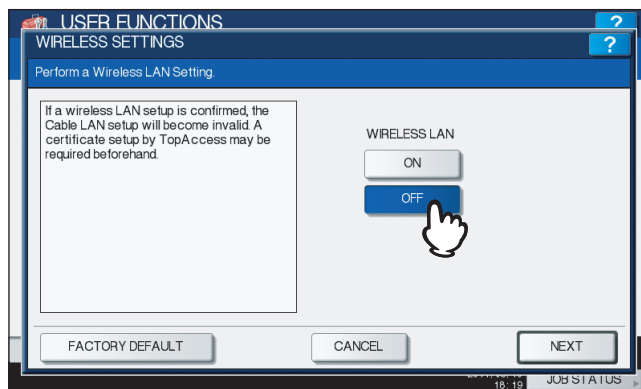 USER FUNCTIONS
?
WIRELESS SETTINGS
?
Perform a Wireless LAN Setting.
If a wireless LAN setup is confirmed, the
Cable LAN setup will become invalid. A
certificate setup by TopAccess may be
required beforehand.
WIRELESS LAN
ON
OFF
FACTORY DEFAULT
CANCEL
NEXT
18:19
JOB STATUS